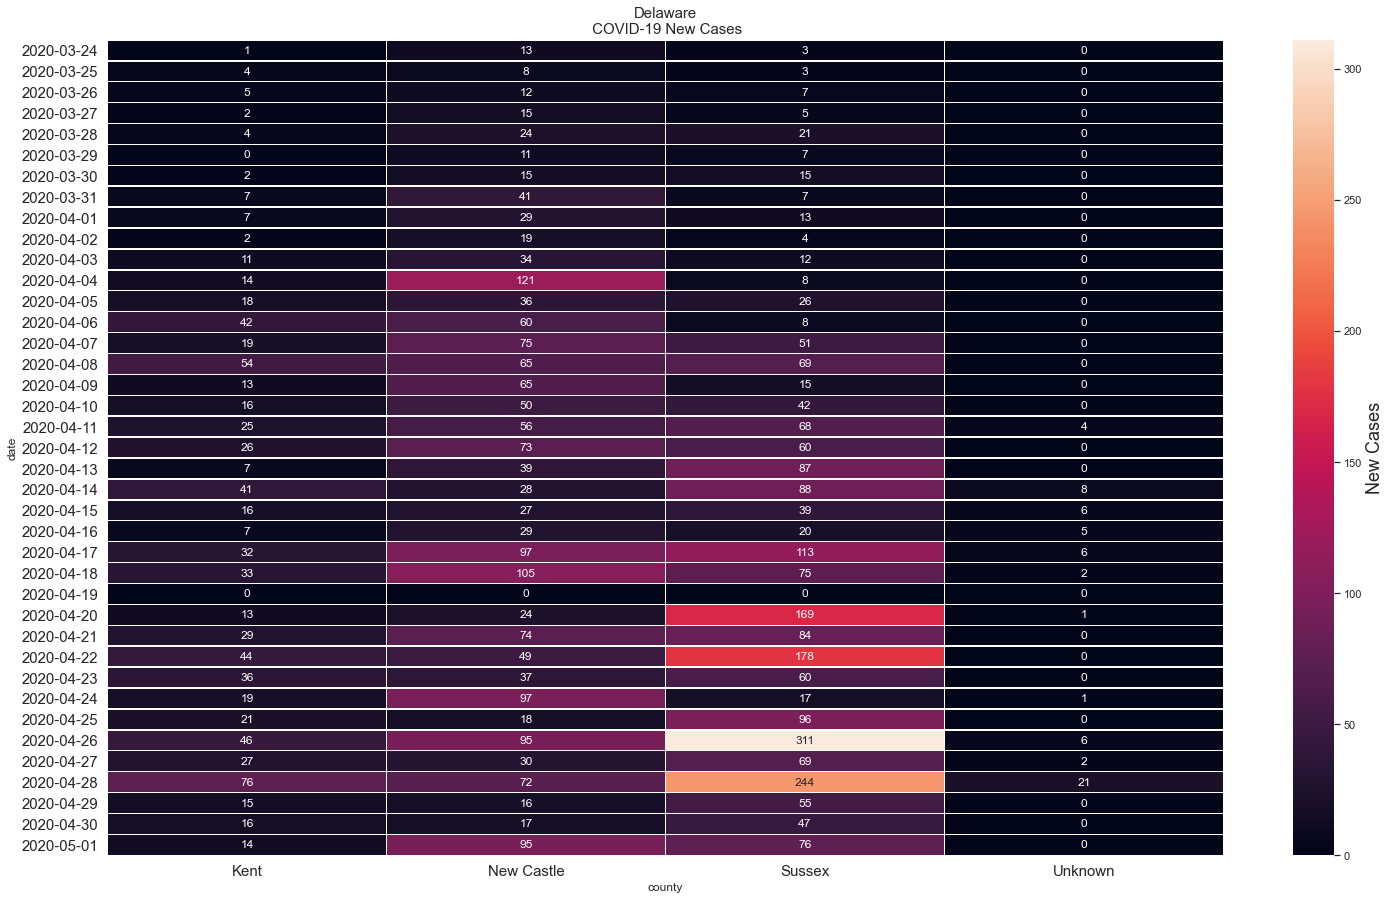 Delaware
COVID-19 New Cases
2020-03-24 1 13 3 0
2020-03-25 4 8 3 0
2020-03-26 5 12 7 0
2020-03-27 2 15 5 0
2020-03-28 4 24 21 0
2020-03-29 0 11 7 0
2020-03-30 2 15 15 0
2020-03-31 7 41 7 0
2020-04-01 7 29 13 0
2020-04-02 2 19 4 0
2020-04-03 11 34 12 0
2020-04-04 14 121 8 0
2020-04-05 18 36 26 0
2020-04-06 42 60 8 0
2020-04-07 19 75 51 0
2020-04-08 54 65 69 0
2020-04-09 13 65 15 0
2020-04-10 16 50 42 0
2020-04-11 25 56 68 4
2020-04-12 26 73 60 0
2020-04-13 7 39 87 0
2020-04-14 41 28 88 8
2020-04-15 16 27 39 6
2020-04-16 7 29 20 5
2020-04-17 32 97 113 6
2020-04-18 33 105 75 2
2020-04-19 0 0 0 0
2020-04-20 13 24 169 1
2020-04-21 29 74 84 0
2020-04-22 44 49 178 0
2020-04-23 36 37 60 0
2020-04-24 19 97 17 1
2020-04-25 21 18 96 0
2020-04-26 46 95 311 6
2020-04-27 27 30 69 2
2020-04-28 76 72 244 21
2020-04-29 15 16 55 0
2020-04-30 16 17 47 0
2020-05-01 14 95 76 0
Kent New Castle Sussex Unknown
county
date
300
250
200
150
100
50
0
New Cases